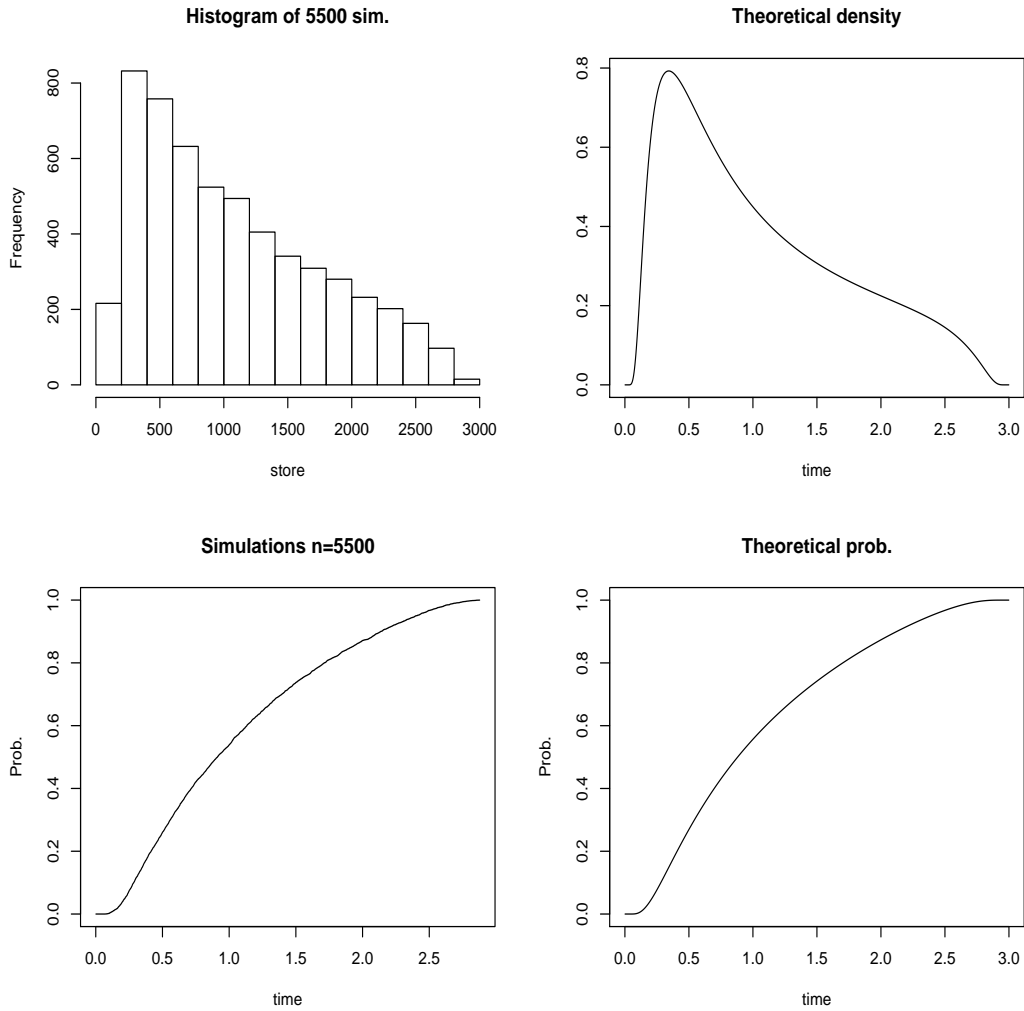 Histogram of 5500 sim.
Frequency
800
600
400
200
0
0 500 1000 1500 2000 2500 3000
store
Theoretical density
0.8
0.6
0.4
0.2
0.0
0.0 0.5 1.0 1.5 2.0 2.5 3.0
time
Simulations n=5500
Prob.
1.0
0.8
0.6
0.4
0.2
0.0
0.0 0.5 1.0 1.5 2.0 2.5
time
Theoretical prob.
Prob.
1.0
0.8
0.6
0.4
0.2
0.0
0.0 0.5 1.0 1.5 2.0 2.5 3.0
time